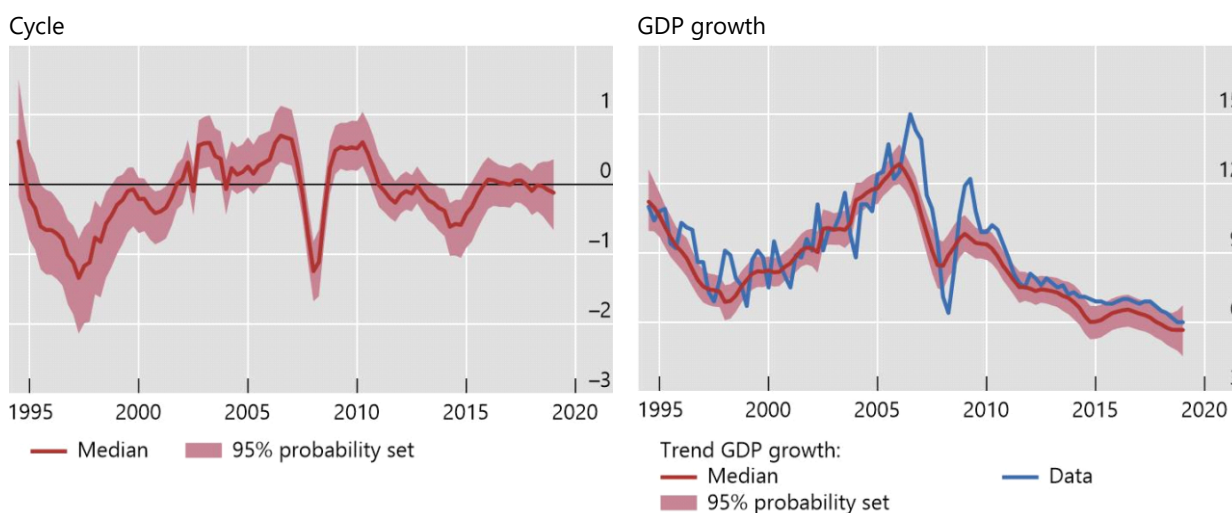 Cycle
1
0
–1
–2
–3
1995 2000 2005 2010 2015 2020
Median 95% probability set
GDP growth
1995 2000 2005 2010 2015 2020
Trend GDP growth:
Median Data
95% probability set